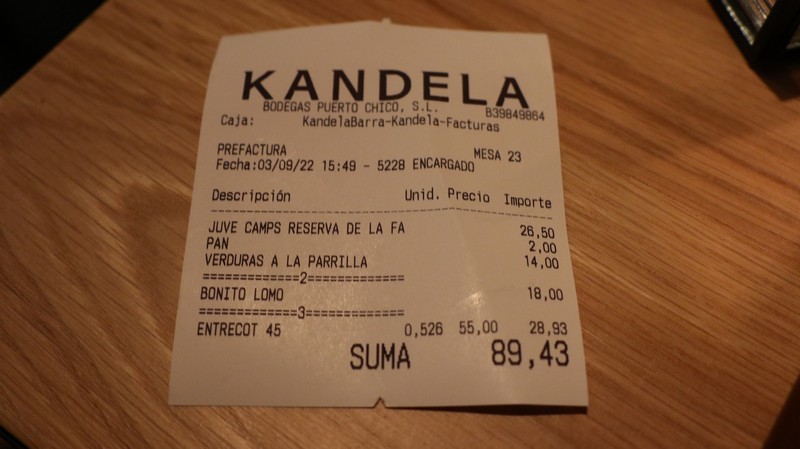 KANDELA
BODEGAS PUERTO CHICO, S.L. B39849864
Caja: KandelaBarra-Kandela-Facturas
PREFACTURA MESA 23
Fecha:03/09/22 15:49 - 5228 ENCARGADO
Descripción Unid. Precio Importe
JUVE CAMPS RESERVA DE LA FA 26,50
PAN 2,00
VERDURAS A LA PARRILLA 14,00
=============2=============
BONITO LOMO 18,00
=============3=============
ENTRECOT 45 0,526 55,00 28,93
SUMA 89,43